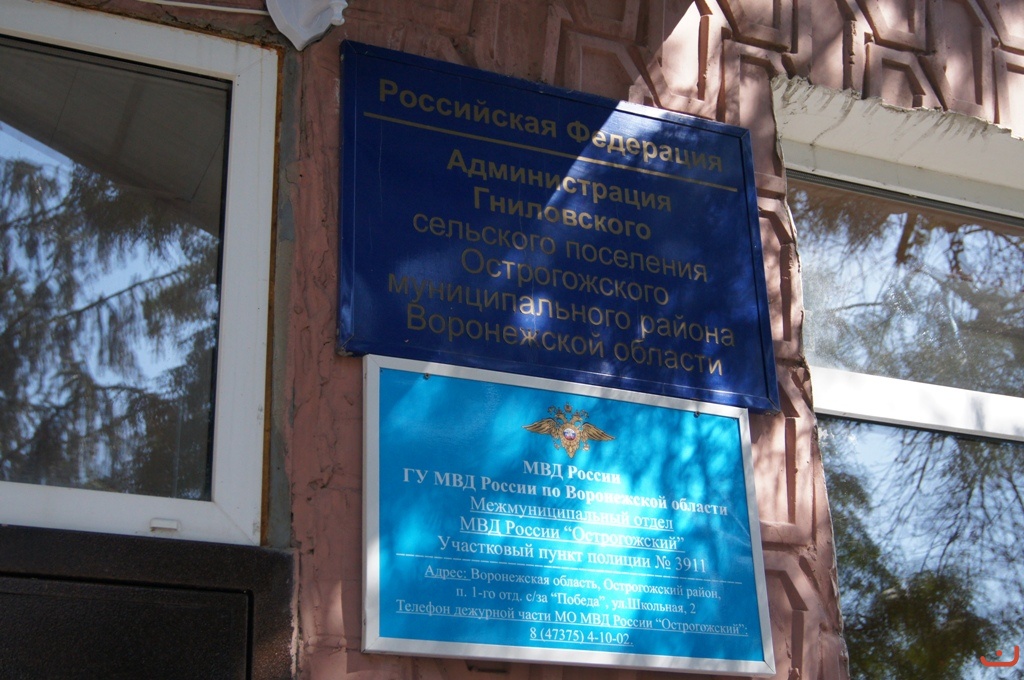 Российская Федерация
Администрация
Гниловского
сельского поселения
Острогожского
муниципального района
Воронежской области
МВД России
ГУ МВД России по Воронежской области
Межмуниципальный отдел
МВД России “Острогожский”
Участковый пункт полиции № 3911
Адрес: Воронежская область, Острогожский район,
п. 1-го отд. с/за “Победа”, ул.Школьная, 2
Телефон дежурной части МО МВД России “Острогожский”:
8 (47375) 4-10-02.